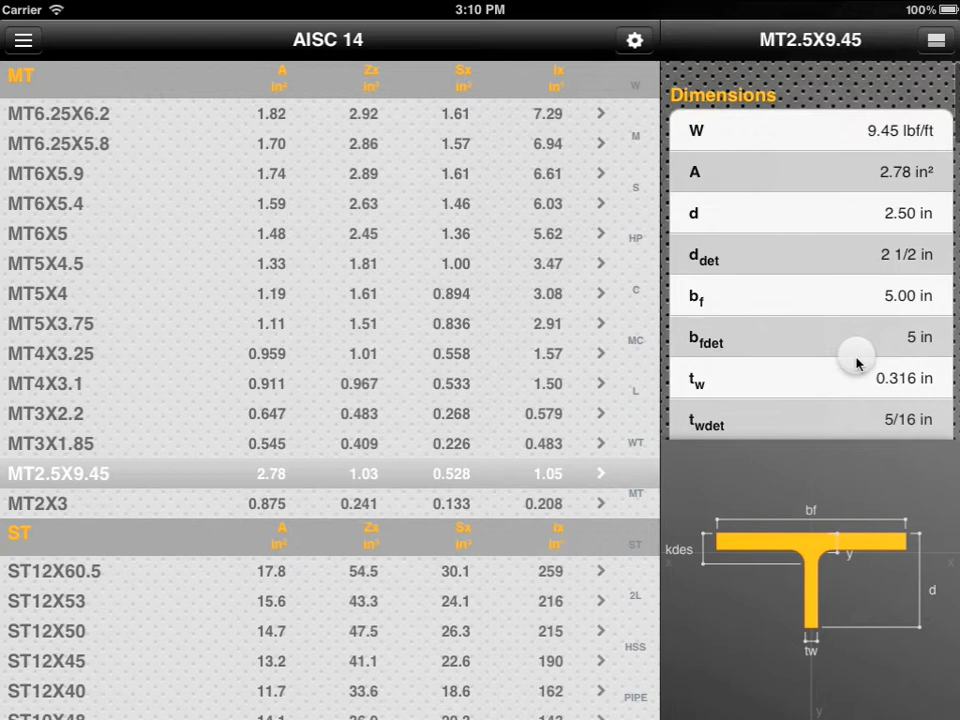 Carrier 3:10 PM 100%
AISC 14 MT2.5X9.45
MT A Zx Sx Ix
in² in³ in³ in⁴
MT6.25X6.2 1.82 2.92 1.61 7.29
MT6.25X5.8 1.70 2.86 1.57 6.94
MT6X5.9 1.74 2.89 1.61 6.61
MT6X5.4 1.59 2.63 1.46 6.03
MT6X5 1.48 2.45 1.36 5.62
MT5X4.5 1.33 1.81 1.00 3.47
MT5X4 1.19 1.61 0.894 3.08
MT5X3.75 1.11 1.51 0.836 2.91
MT4X3.25 0.959 1.01 0.558 1.57
MT4X3.1 0.911 0.967 0.533 1.50
MT3X2.2 0.647 0.483 0.268 0.579
MT3X1.85 0.545 0.409 0.226 0.483
MT2.5X9.45 2.78 1.03 0.528 1.05
MT2X3 0.875 0.241 0.133 0.208
ST A Zx Sx Ix
in² in³ in³ in⁴
ST12X60.5 17.8 54.5 30.1 259
ST12X53 15.6 43.3 24.1 216
ST12X50 14.7 47.5 26.3 215
ST12X45 13.2 41.1 22.6 190
ST12X40 11.7 33.6 18.6 162
W
M
S
HP
C
MC
L
WT
MT
ST
2L
HSS
PIPE
Dimensions
W 9.45 lbf/ft
A 2.78 in²
d 2.50 in
ddet 2 1/2 in
bf 5.00 in
bfdet 5 in
tw 0.316 in
twdet 5/16 in
bf
kdes
y
x x
d
tw
y